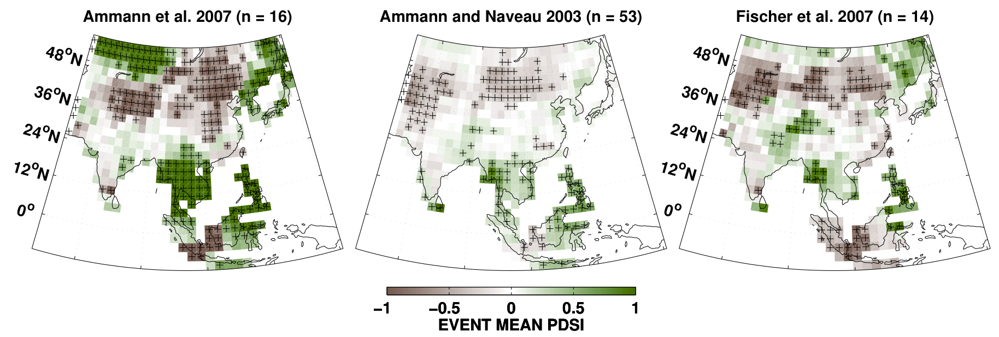 Ammann et al. 2007 (n = 16)
Ammann and Naveau 2003 (n = 53)
Fischer et al. 2007 (n = 14)
48°N
36°N
24°N
12°N
0°
48°N
36°N
24°N
12°N
0°
−1 −0.5 0 0.5 1
EVENT MEAN PDSI